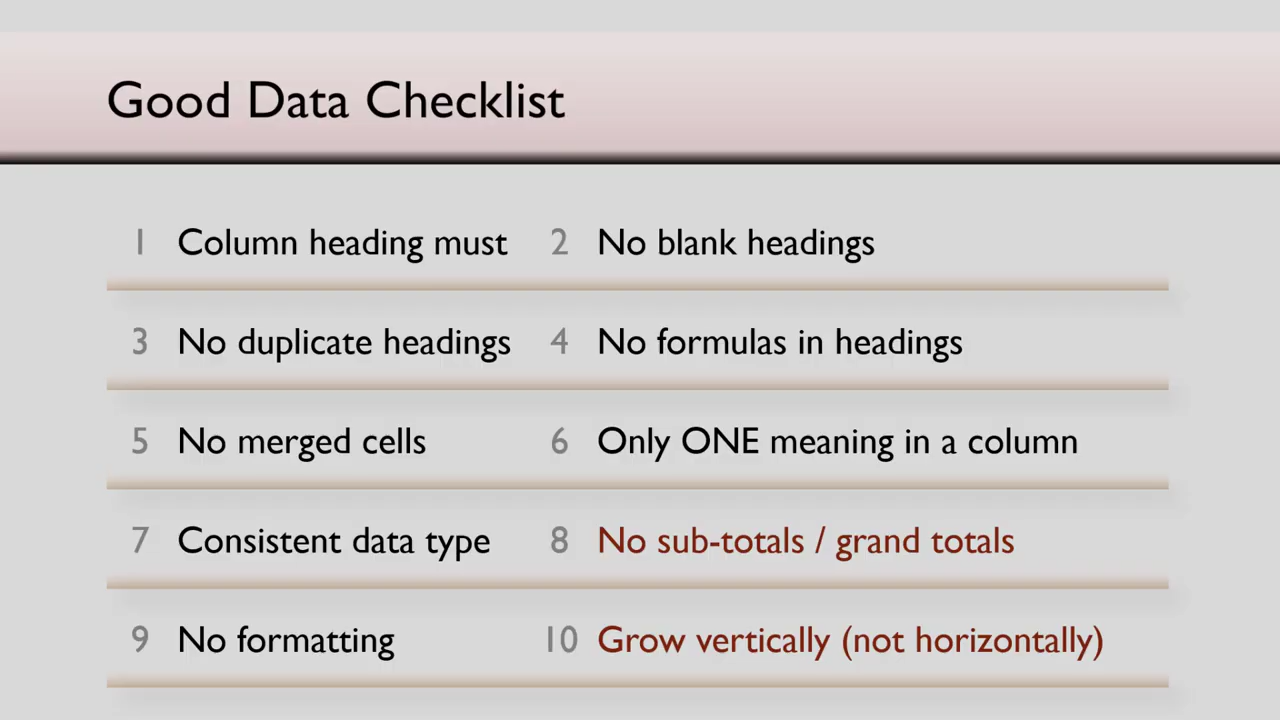 Good Data Checklist
1 Column heading must 2 No blank headings
3 No duplicate headings 4 No formulas in headings
5 No merged cells 6 Only ONE meaning in a column
7 Consistent data type 8 No sub-totals / grand totals
9 No formatting 10 Grow vertically (not horizontally)